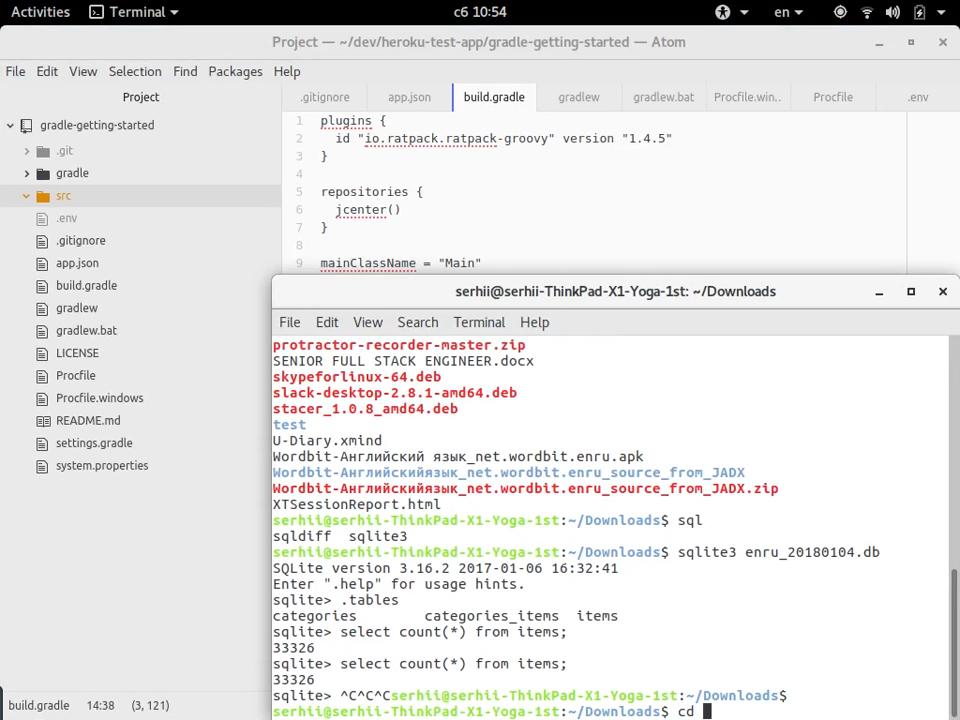 Activities Terminal сб 10:54 en
Project — ~/dev/heroku-test-app/gradle-getting-started — Atom
File Edit View Selection Find Packages Help
Project
.gitignore app.json build.gradle gradlew gradlew.bat Procfile.win.. Procfile .env
gradle-getting-started
.git
gradle
src
.env
.gitignore
app.json
build.gradle
gradlew
gradlew.bat
LICENSE
Procfile
Procfile.windows
README.md
settings.gradle
system.properties
1 plugins {
2 id "io.ratpack.ratpack-groovy" version "1.4.5"
3 }
4
5 repositories {
6 jcenter()
7 }
8
9 mainClassName = "Main"
serhii@serhii-ThinkPad-X1-Yoga-1st: ~/Downloads
File Edit View Search Terminal Help
protractor-recorder-master.zip
SENIOR FULL STACK ENGINEER.docx
skypeforlinux-64.deb
slack-desktop-2.8.1-amd64.deb
stacer_1.0.8_amd64.deb
test
U-Diary.xmind
Wordbit-Английский язык_net.wordbit.enru.apk
Wordbit-Английскийязык_net.wordbit.enru_source_from_JADX
Wordbit-Английскийязык_net.wordbit.enru_source_from_JADX.zip
XTSessionReport.html
serhii@serhii-ThinkPad-X1-Yoga-1st:~/Downloads$ sql
sqldiff sqlite3
serhii@serhii-ThinkPad-X1-Yoga-1st:~/Downloads$ sqlite3 enru_20180104.db
SQLite version 3.16.2 2017-01-06 16:32:41
Enter ".help" for usage hints.
sqlite> .tables
categories categories_items items
sqlite> select count(*) from items;
33326
sqlite> select count(*) from items;
33326
sqlite> ^C^C^Cserhii@serhii-ThinkPad-X1-Yoga-1st:~/Downloads$
serhii@serhii-ThinkPad-X1-Yoga-1st:~/Downloads$ cd
build.gradle 14:38 (3, 121)